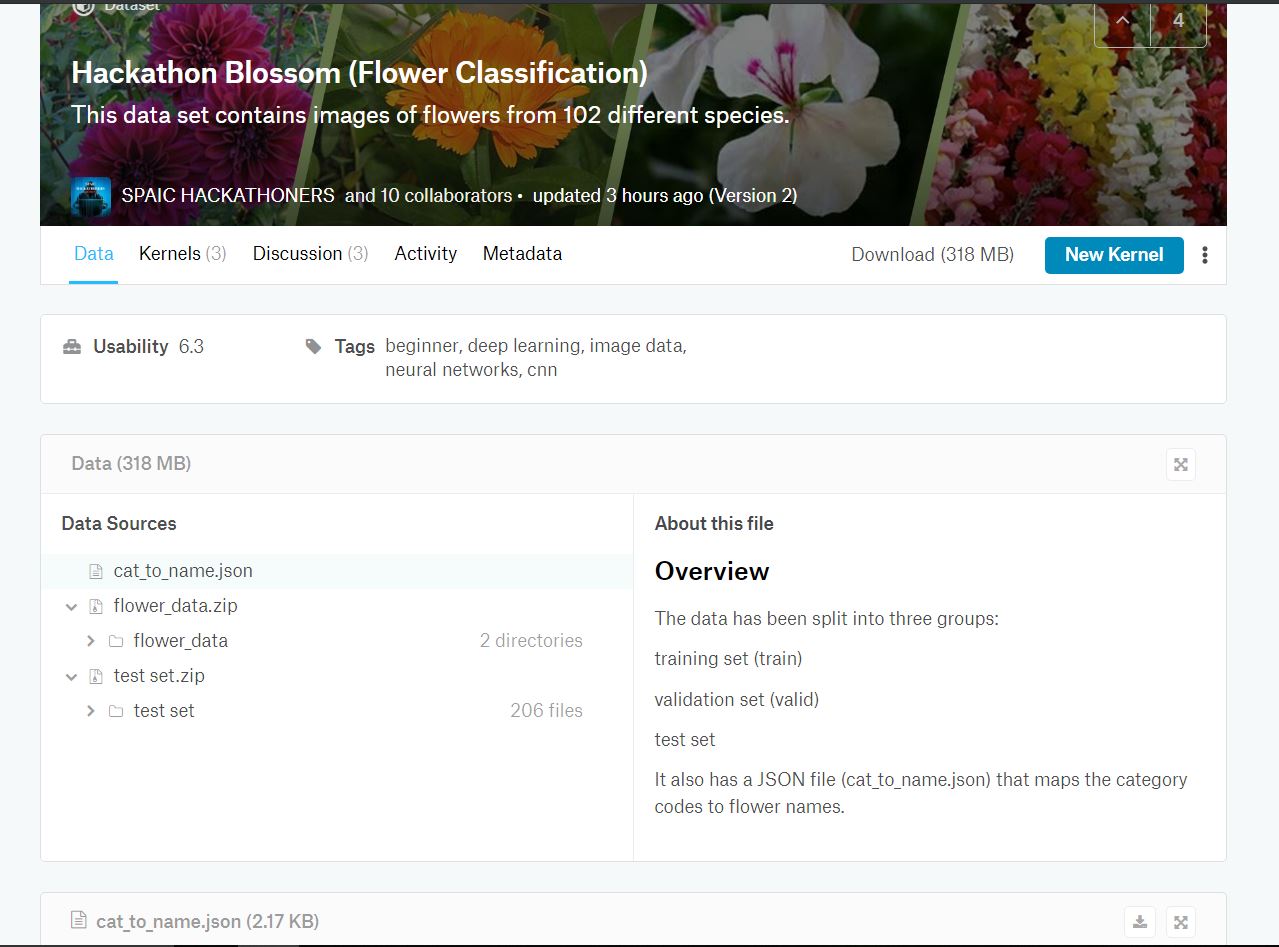 Dataset
4
Hackathon Blossom (Flower Classification)
This data set contains images of flowers from 102 different species.
SPAIC HACKATHONERS and 10 collaborators • updated 3 hours ago (Version 2)
Data Kernels (3) Discussion (3) Activity Metadata Download (318 MB) New Kernel
Usability 6.3 Tags beginner, deep learning, image data,
neural networks, cnn
Data (318 MB)
Data Sources
cat_to_name.json
flower_data.zip
flower_data 2 directories
test set.zip
test set 206 files
About this file
Overview
The data has been split into three groups:
training set (train)
validation set (valid)
test set
It also has a JSON file (cat_to_name.json) that maps the category
codes to flower names.
cat_to_name.json (2.17 KB)